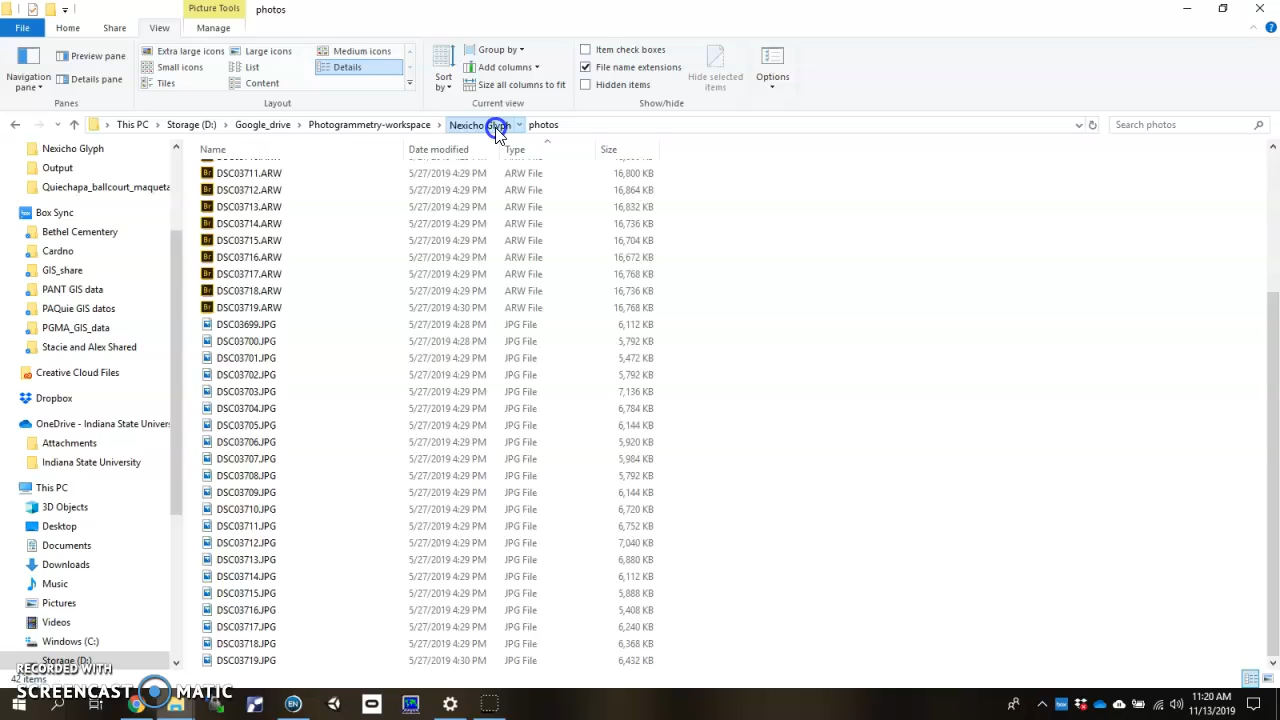 Picture Tools
photos
File
Home
Share
View
Manage
Navigation pane
Preview pane
Details pane
Panes
Extra large icons
Large icons
Medium icons
Small icons
List
Details
Tiles
Content
Layout
Sort by
Group by
Add columns
Size all columns to fit
Current view
Item check boxes
File name extensions
Hidden items
Hide selected items
Show/hide
Options
This PC > Storage (D:) > Google_drive > Photogrammetry-workspace > Nexicho Glyph photos
Search photos
Nexicho Glyph
Output
Quiechapa_ballcourt_maqueta
Box Sync
Bethel Cementery
Cardno
GIS_share
PANT GIS data
PAQuie GIS datos
PGMA_GIS_data
Stacie and Alex Shared
Creative Cloud Files
Dropbox
OneDrive - Indiana State Univers
Attachments
Indiana State University
This PC
3D Objects
Desktop
Documents
Downloads
Music
Pictures
Videos
Windows (C:)
Storage (D:)
Name Date modified Type Size
DSC03711.ARW 5/27/2019 4:29 PM ARW File 16,800 KB
DSC03712.ARW 5/27/2019 4:29 PM ARW File 16,864 KB
DSC03713.ARW 5/27/2019 4:29 PM ARW File 16,832 KB
DSC03714.ARW 5/27/2019 4:29 PM ARW File 16,736 KB
DSC03715.ARW 5/27/2019 4:29 PM ARW File 16,704 KB
DSC03716.ARW 5/27/2019 4:29 PM ARW File 16,672 KB
DSC03717.ARW 5/27/2019 4:29 PM ARW File 16,768 KB
DSC03718.ARW 5/27/2019 4:29 PM ARW File 16,736 KB
DSC03719.ARW 5/27/2019 4:30 PM ARW File 16,768 KB
DSC03699.JPG 5/27/2019 4:28 PM JPG File 6,112 KB
DSC03700.JPG 5/27/2019 4:28 PM JPG File 5,792 KB
DSC03701.JPG 5/27/2019 4:29 PM JPG File 5,472 KB
DSC03702.JPG 5/27/2019 4:29 PM JPG File 5,792 KB
DSC03703.JPG 5/27/2019 4:29 PM JPG File 7,136 KB
DSC03704.JPG 5/27/2019 4:29 PM JPG File 6,784 KB
DSC03705.JPG 5/27/2019 4:29 PM JPG File 6,144 KB
DSC03706.JPG 5/27/2019 4:29 PM JPG File 5,920 KB
DSC03707.JPG 5/27/2019 4:29 PM JPG File 5,984 KB
DSC03708.JPG 5/27/2019 4:29 PM JPG File 5,792 KB
DSC03709.JPG 5/27/2019 4:29 PM JPG File 6,144 KB
DSC03710.JPG 5/27/2019 4:29 PM JPG File 6,720 KB
DSC03711.JPG 5/27/2019 4:29 PM JPG File 6,752 KB
DSC03712.JPG 5/27/2019 4:29 PM JPG File 7,040 KB
DSC03713.JPG 5/27/2019 4:29 PM JPG File 6,880 KB
DSC03714.JPG 5/27/2019 4:29 PM JPG File 6,112 KB
DSC03715.JPG 5/27/2019 4:29 PM JPG File 5,888 KB
DSC03716.JPG 5/27/2019 4:29 PM JPG File 5,408 KB
DSC03717.JPG 5/27/2019 4:29 PM JPG File 6,240 KB
DSC03718.JPG 5/27/2019 4:29 PM JPG File 6,368 KB
DSC03719.JPG 5/27/2019 4:30 PM JPG File 6,432 KB
42 items
RECORDED WITH
SCREENCAST MATIC
11:20 AM
11/13/2019